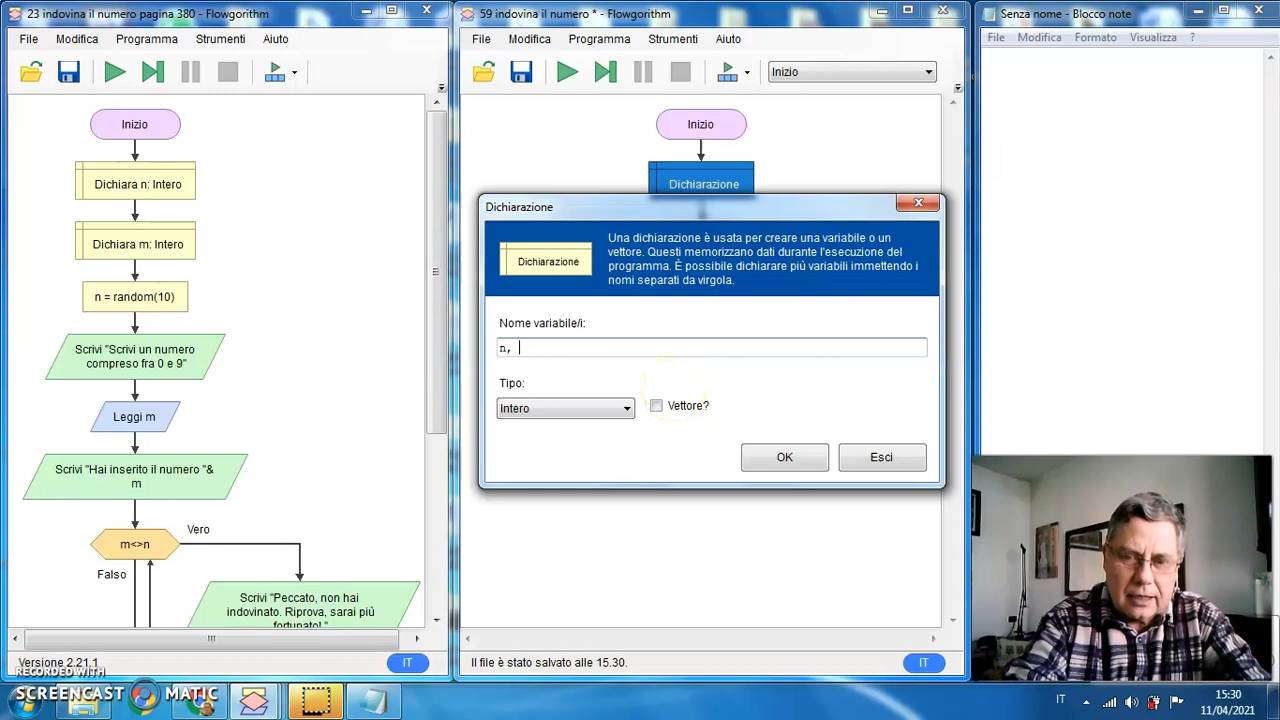 23 indovina il numero pagina 380 - Flowgorithm
File Modifica Programma Strumenti Aiuto
Inizio
Dichiara n: Intero
Dichiara m: Intero
n = random(10)
Scrivi "Scrivi un numero
compreso fra 0 e 9"
Leggi m
Scrivi "Hai inserito il numero "&
m
Vero
m<>n
Falso
Scrivi "Peccato, non hai
indovinato. Riprova, sarai più
fortunato! "
Versione 2.21.1
IT
59 indovina il numero * - Flowgorithm
File Modifica Programma Strumenti Aiuto
Inizio
Inizio
Dichiarazione
Dichiarazione
Dichiarazione
Una dichiarazione è usata per creare una variabile o un
vettore. Questi memorizzano dati durante l'esecuzione del
programma. È possibile dichiarare più variabili immettendo i
nomi separati da virgola.
Nome variabile/i:
n,
Tipo:
Intero
Vettore?
OK Esci
Il file è stato salvato alle 15.30.
IT
Senza nome - Blocco note
File Modifica Formato Visualizza ?
RECORDED WITH
SCREENCAST MATIC
IT
15:30
11/04/2021